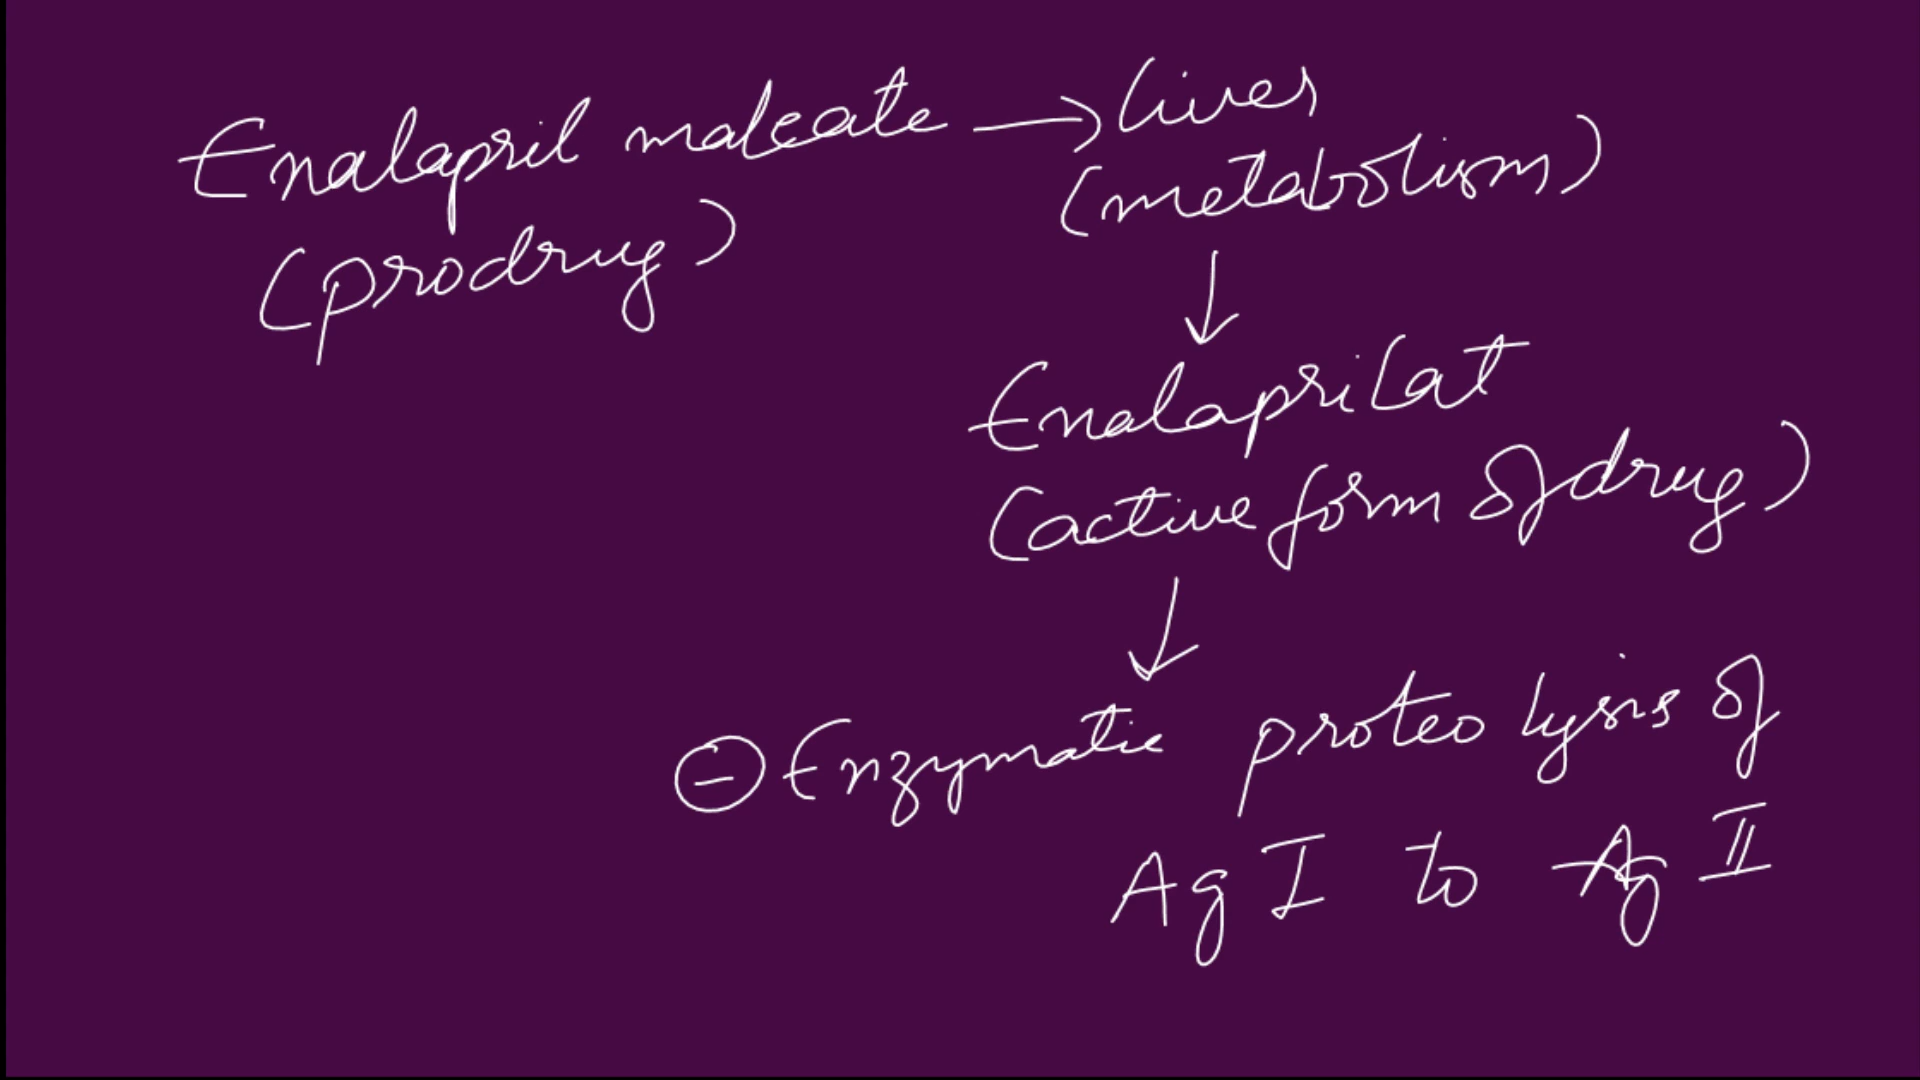 Enalapril maleate → liver
(prodrug) (metabolism)
↓
Enalaprilat
(active form of drug)
↓
⊖ Enzymatic proteolysis of
Ag I to Ag II